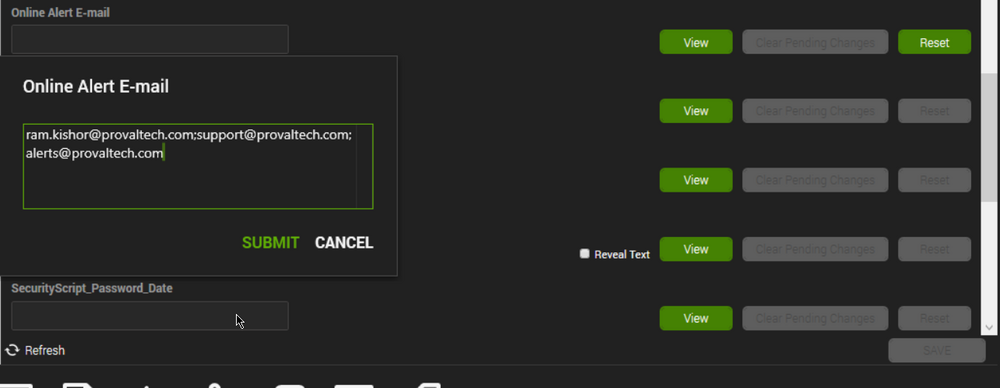 Online Alert E-mail
View Clear Pending Changes Reset
Online Alert E-mail
ram.kishor@provaltech.com;support@provaltech.com;
alerts@provaltech.com
SUBMIT CANCEL
View Clear Pending Changes Reset
View Clear Pending Changes Reset
Reveal Text View Clear Pending Changes Reset
SecurityScript_Password_Date
View Clear Pending Changes Reset
Refresh SAVE